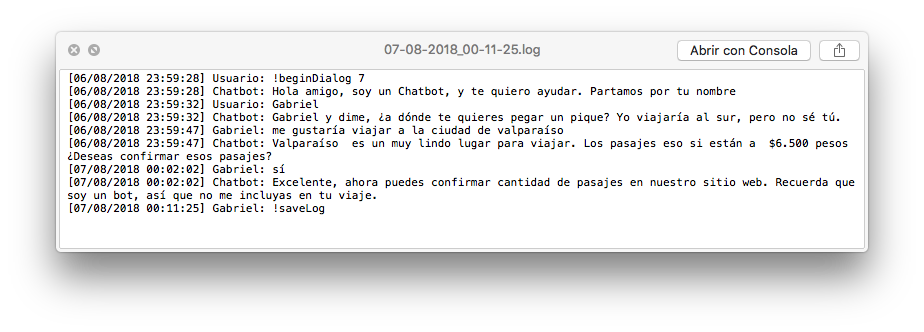 07-08-2018_00-11-25.log
Abrir con Consola
[06/08/2018 23:59:28] Usuario: !beginDialog 7
[06/08/2018 23:59:28] Chatbot: Hola amigo, soy un Chatbot, y te quiero ayudar. Partamos por tu nombre
[06/08/2018 23:59:32] Usuario: Gabriel
[06/08/2018 23:59:32] Chatbot: Gabriel y dime, ¿a dónde te quieres pegar un pique? Yo viajaría al sur, pero no sé tú.
[06/08/2018 23:59:47] Gabriel: me gustaría viajar a la ciudad de valparaíso
[06/08/2018 23:59:47] Chatbot: Valparaíso  es un muy lindo lugar para viajar. Los pasajes eso si están a  $6.500 pesos
¿Deseas confirmar esos pasajes?
[07/08/2018 00:02:02] Gabriel: sí
[07/08/2018 00:02:02] Chatbot: Excelente, ahora puedes confirmar cantidad de pasajes en nuestro sitio web. Recuerda que
soy un bot, así que no me incluyas en tu viaje.
[07/08/2018 00:11:25] Gabriel: !saveLog